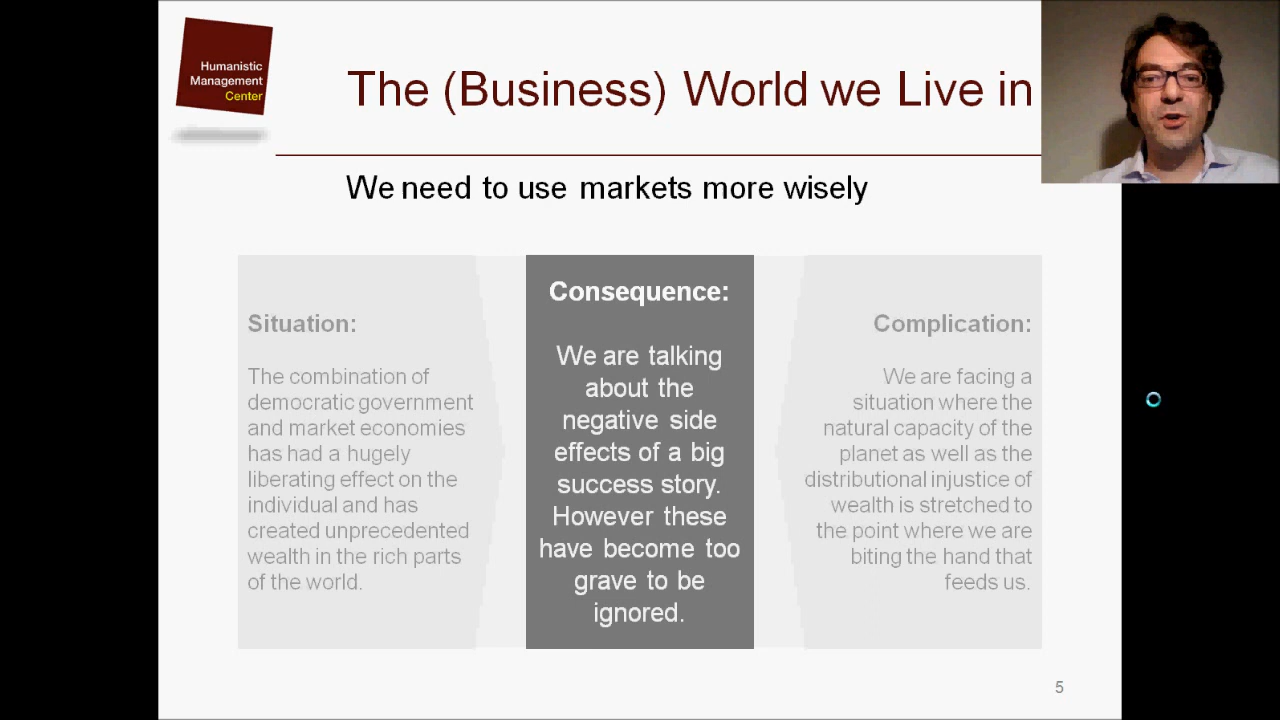 Humanistic
Management
Center
The (Business) World we Live in
We need to use markets more wisely
Situation:
The combination of
democratic government
and market economies
has had a hugely
liberating effect on the
individual and has
created unprecedented
wealth in the rich parts
of the world.
Consequence:
We are talking
about the
negative side
effects of a big
success story.
However these
have become too
grave to be
ignored.
Complication:
We are facing a
situation where the
natural capacity of the
planet as well as the
distributional injustice of
wealth is stretched to
the point where we are
biting the hand that
feeds us.
5